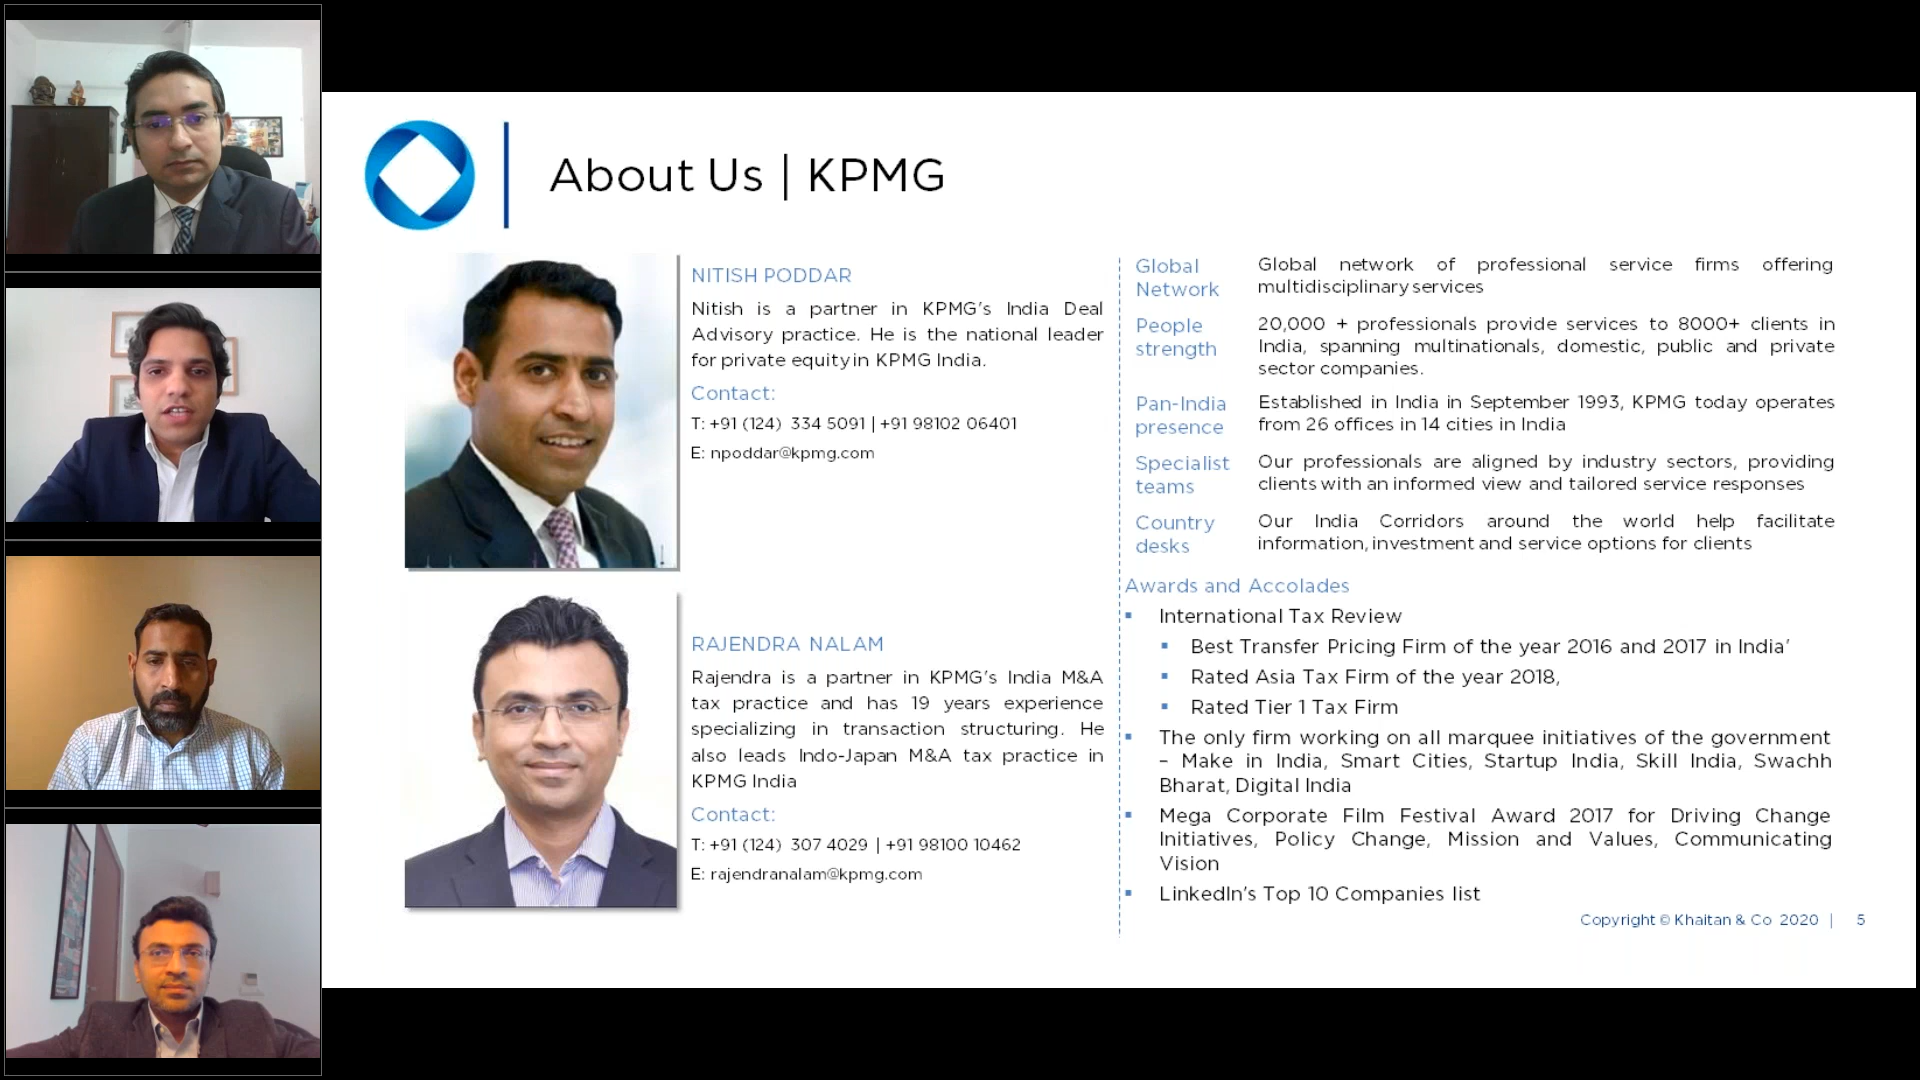 About Us | KPMG
NITISH PODDAR
Nitish is a partner in KPMG's India Deal
Advisory practice. He is the national leader
for private equity in KPMG India.
Contact:
T: +91 (124) 334 5091 | +91 98102 06401
E: npoddar@kpmg.com
RAJENDRA NALAM
Rajendra is a partner in KPMG's India M&A
tax practice and has 19 years experience
specializing in transaction structuring. He
also leads Indo-Japan M&A tax practice in
KPMG India
Contact:
T: +91 (124) 307 4029 | +91 98100 10462
E: rajendranalam@kpmg.com
Global
Network
Global network of professional service firms offering
multidisciplinary services
People
strength
20,000 + professionals provide services to 8000+ clients in
India, spanning multinationals, domestic, public and private
sector companies.
Pan-India
presence
Established in India in September 1993, KPMG today operates
from 26 offices in 14 cities in India
Specialist
teams
Our professionals are aligned by industry sectors, providing
clients with an informed view and tailored service responses
Country
desks
Our India Corridors around the world help facilitate
information, investment and service options for clients
Awards and Accolades
▪ International Tax Review
▪ Best Transfer Pricing Firm of the year 2016 and 2017 in India'
▪ Rated Asia Tax Firm of the year 2018,
▪ Rated Tier 1 Tax Firm
▪ The only firm working on all marquee initiatives of the government
– Make in India, Smart Cities, Startup India, Skill India, Swachh
Bharat, Digital India
▪ Mega Corporate Film Festival Award 2017 for Driving Change
Initiatives, Policy Change, Mission and Values, Communicating
Vision
▪ LinkedIn's Top 10 Companies list
Copyright © Khaitan & Co 2020 | 5